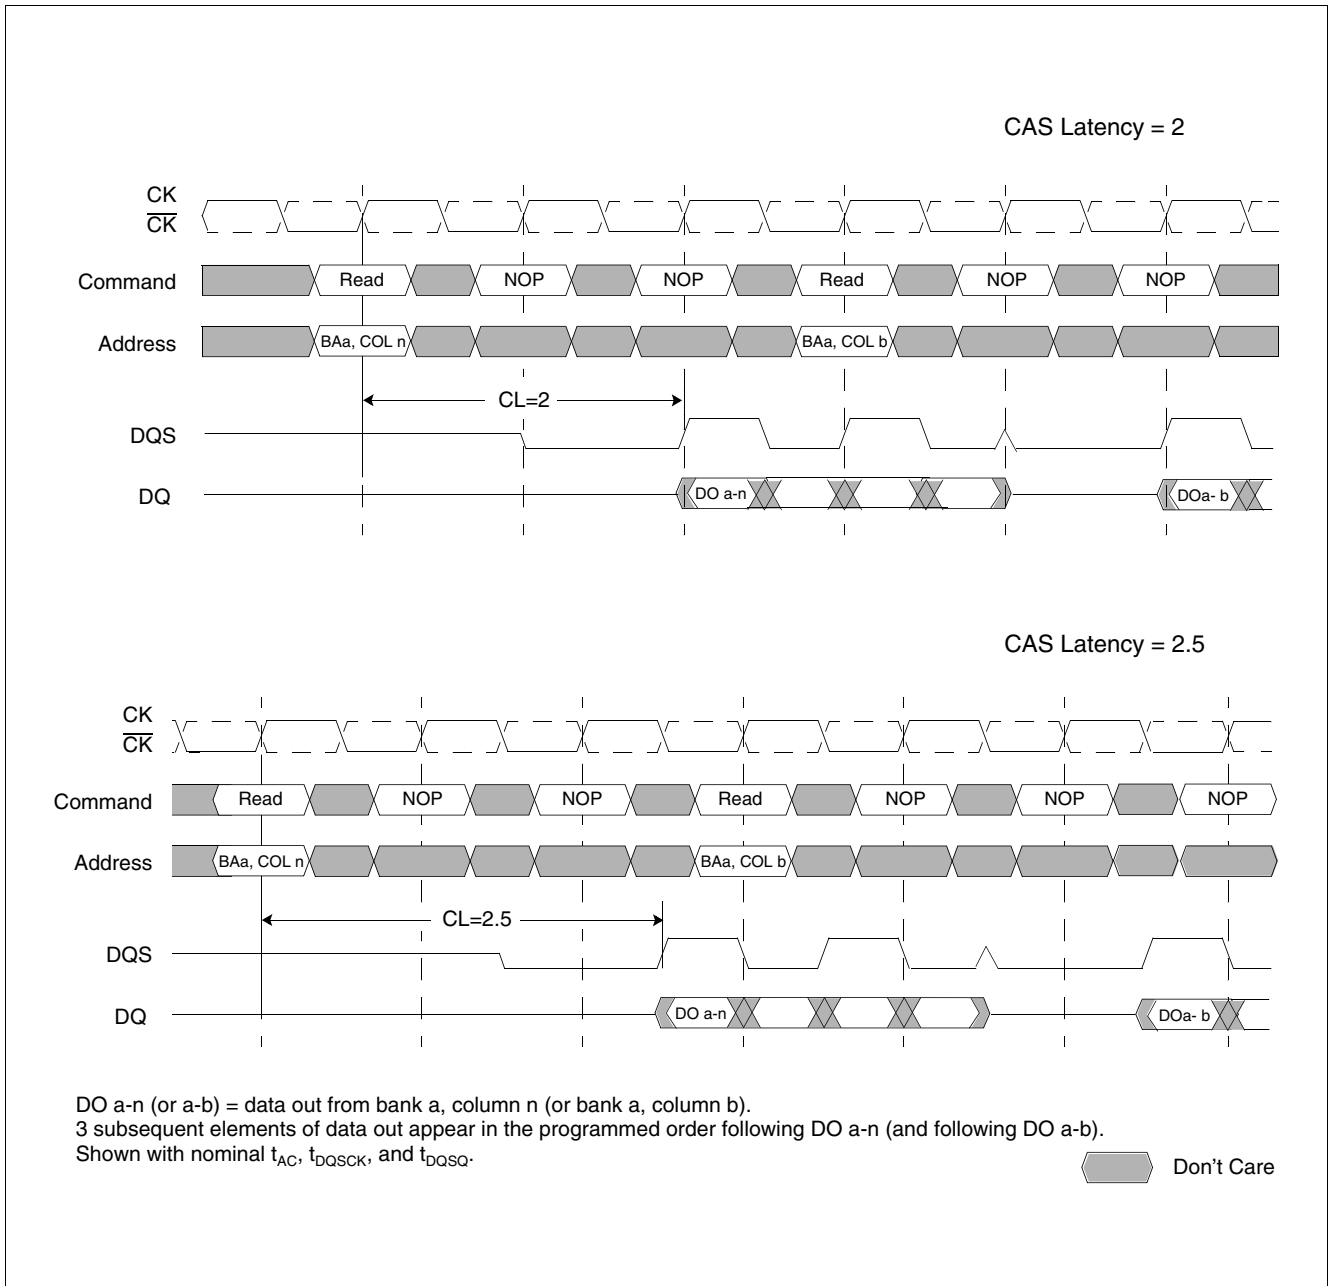 CAS Latency = 2
CK
CK
Command
Read
NOP
NOP
Read
NOP
NOP
Address
BAa, COL n
BAa, COL b
CL=2
DQS
DQ
DO a-n
DOa- b
CAS Latency = 2.5
CK
CK
Command
Read
NOP
NOP
Read
NOP
NOP
NOP
Address
BAa, COL n
BAa, COL b
CL=2.5
DQS
DQ
DO a-n
DOa- b
DO a-n (or a-b) = data out from bank a, column n (or bank a, column b).
3 subsequent elements of data out appear in the programmed order following DO a-n (and following DO a-b).
Shown with nominal tAC, tDQSCK, and tDQSQ.
Don't Care